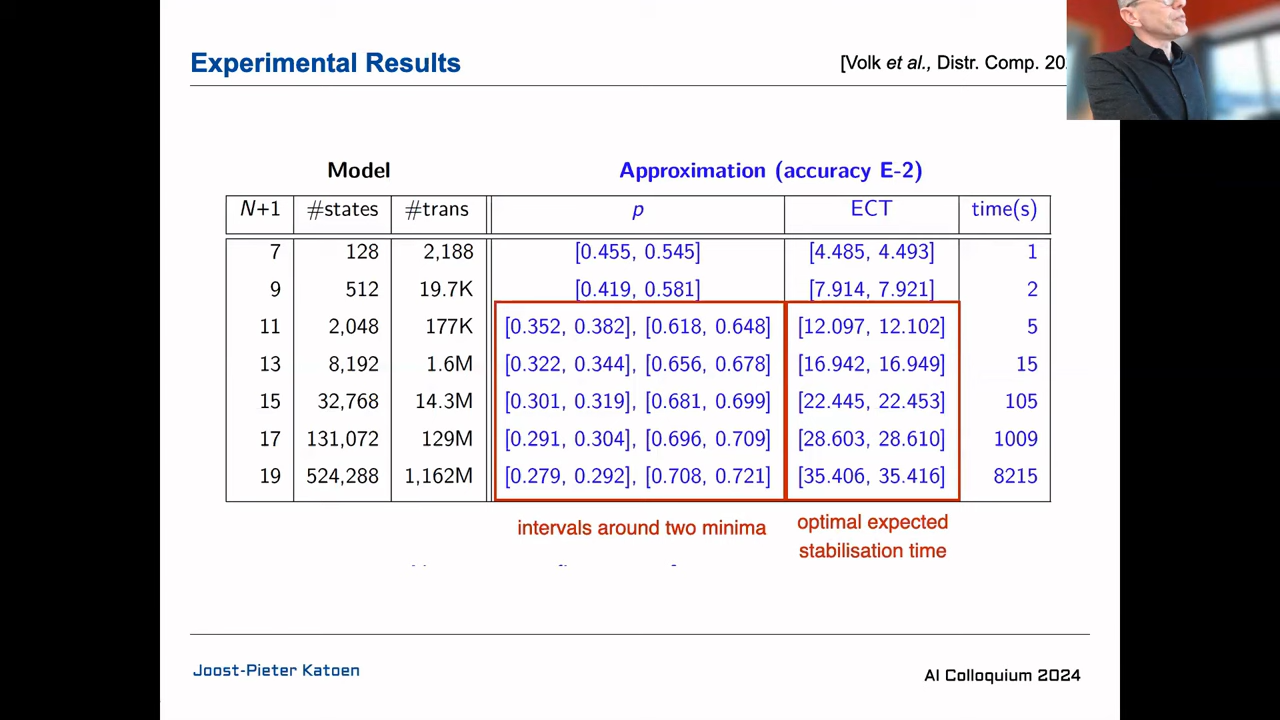 Experimental Results
[Volk et al., Distr. Comp.
Model Approximation (accuracy E-2)
N+1 #states #trans p ECT time(s)
7 128 2,188 [0.455, 0.545] [4.485, 4.493] 1
9 512 19.7K [0.419, 0.581] [7.914, 7.921] 2
11 2,048 177K [0.352, 0.382], [0.618, 0.648] [12.097, 12.102] 5
13 8,192 1.6M [0.322, 0.344], [0.656, 0.678] [16.942, 16.949] 15
15 32,768 14.3M [0.301, 0.319], [0.681, 0.699] [22.445, 22.453] 105
17 131,072 129M [0.291, 0.304], [0.696, 0.709] [28.603, 28.610] 1009
19 524,288 1,162M [0.279, 0.292], [0.708, 0.721] [35.406, 35.416] 8215
intervals around two minima
optimal expected
stabilisation time
Joost-Pieter Katoen
AI Colloquium 2024